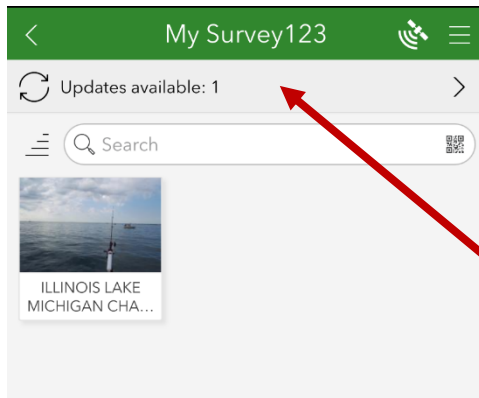 My Survey123
Updates available: 1
Search
ILLINOIS LAKE
MICHIGAN CHA...